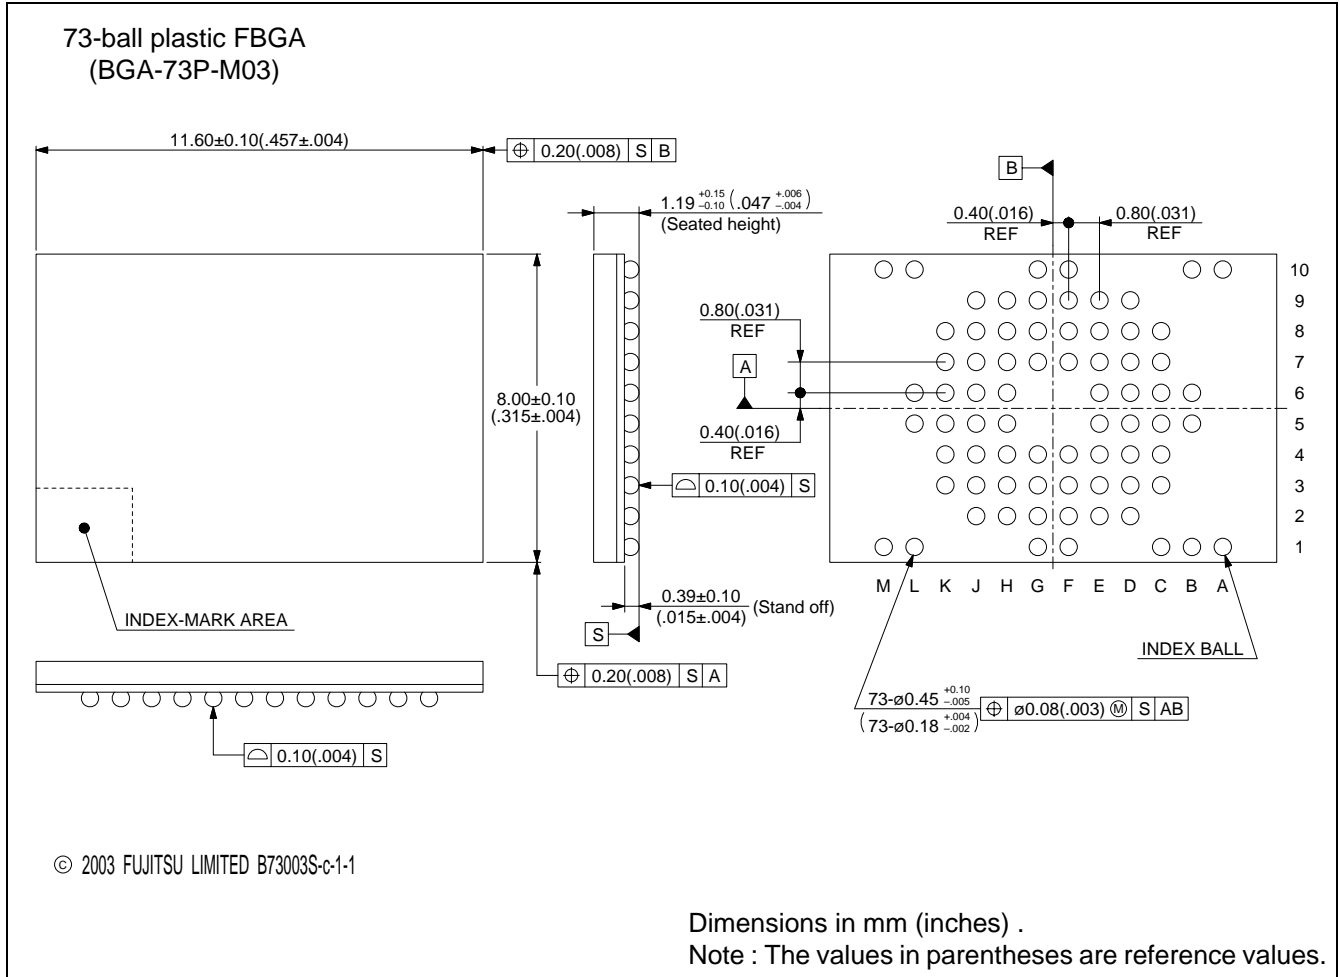 73-ball plastic FBGA
(BGA-73P-M03)
11.60±0.10(.457±.004)
⌖ 0.20(.008) S B
1.19 +0.15 −0.10 (.047 +.006 −.004)
(Seated height)
B
0.40(.016)
REF
0.80(.031)
REF
10
9
8
7
6
5
4
3
2
1
0.80(.031)
REF
A
0.40(.016)
REF
8.00±0.10
(.315±.004)
⌓ 0.10(.004) S
M L K J H G F E D C B A
0.39±0.10
(.015±.004)
(Stand off)
S
INDEX-MARK AREA
INDEX BALL
⌖ 0.20(.008) S A
73-ø0.45 +0.10 −.005
(73-ø0.18 +.004 −.002)
⌖ ø0.08(.003) Ⓜ S AB
⌓ 0.10(.004) S
© 2003 FUJITSU LIMITED B73003S-c-1-1
Dimensions in mm (inches) .
Note : The values in parentheses are reference values.